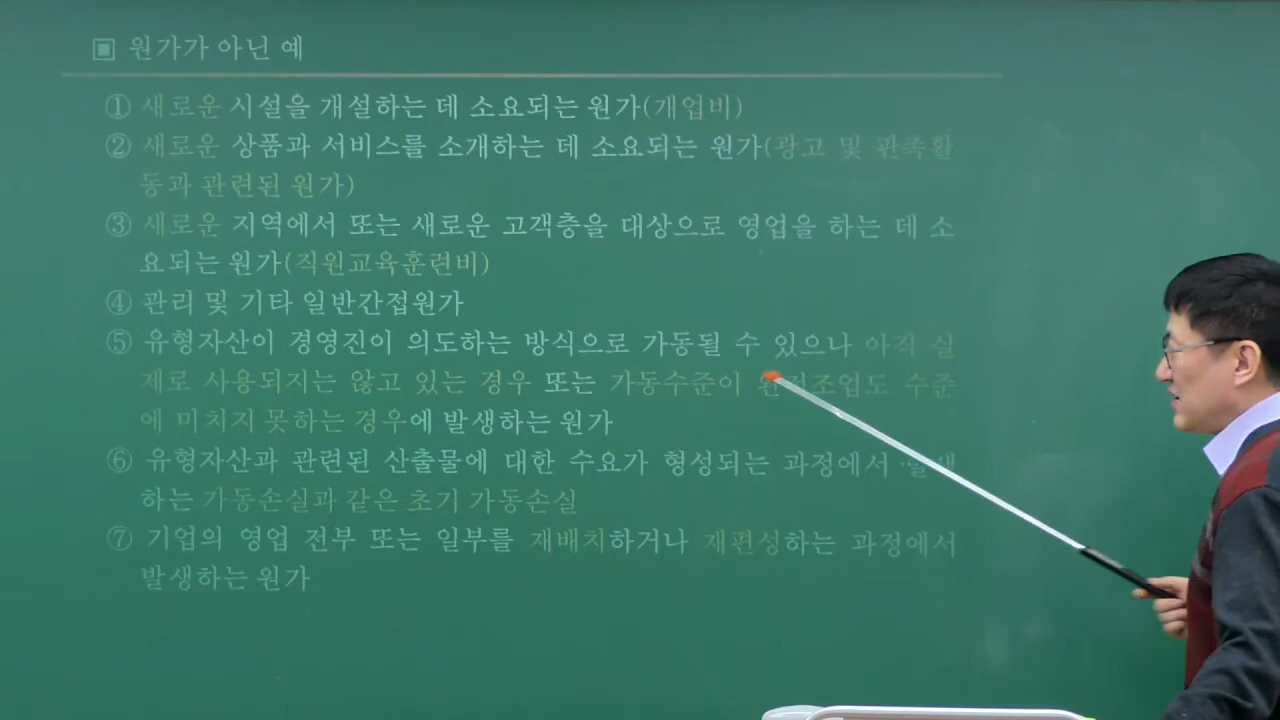 ▣ 원가가 아닌 예
① 새로운 시설을 개설하는 데 소요되는 원가(개업비)
② 새로운 상품과 서비스를 소개하는 데 소요되는 원가(광고 및 판촉활
동과 관련된 원가)
③ 새로운 지역에서 또는 새로운 고객층을 대상으로 영업을 하는 데 소
요되는 원가(직원교육훈련비)
④ 관리 및 기타 일반간접원가
⑤ 유형자산이 경영진이 의도하는 방식으로 가동될 수 있으나 아직 실
제로 사용되지는 않고 있는 경우 또는 가동수준이 수준
에 미치지 못하는 경우에 발생하는 원가
⑥ 유형자산과 관련된 산출물에 대한 수요가 형성되는 과정에서 발생
하는 가동손실과 같은 초기 가동손실
⑦ 기업의 영업 전부 또는 일부를 재배치하거나 재편성하는 과정에서
발생하는 원가